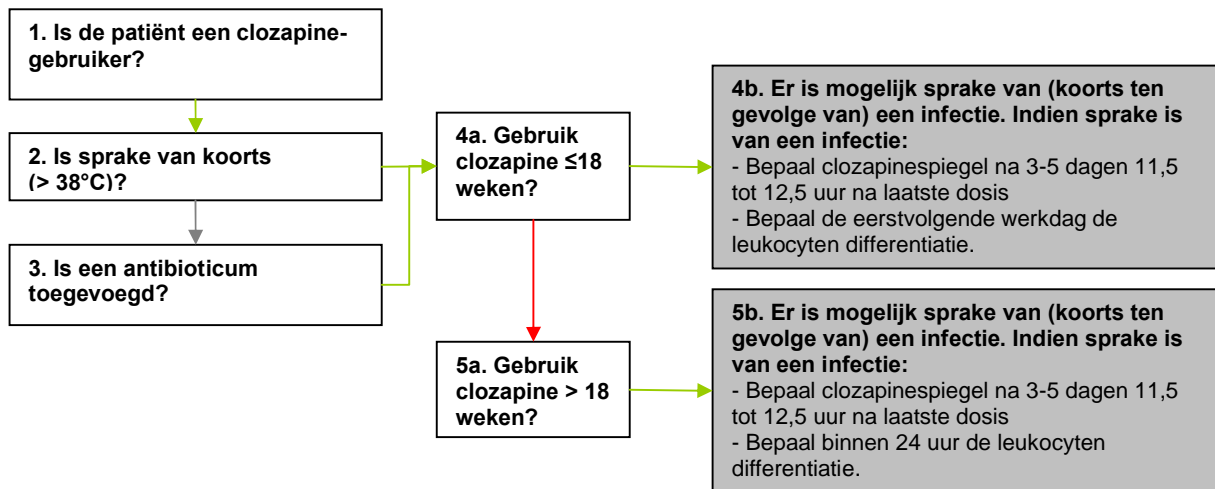 1. Is de patiënt een clozapine-
gebruiker?
2. Is sprake van koorts
(> 38°C)?
3. Is een antibioticum
toegevoegd?
4a. Gebruik
clozapine ≤18
weken?
4b. Er is mogelijk sprake van (koorts ten
gevolge van) een infectie. Indien sprake is
van een infectie:
- Bepaal clozapinespiegel na 3-5 dagen 11,5
tot 12,5 uur na laatste dosis
- Bepaal de eerstvolgende werkdag de
leukocyten differentiatie.
5a. Gebruik
clozapine > 18
weken?
5b. Er is mogelijk sprake van (koorts ten
gevolge van) een infectie. Indien sprake is
van een infectie:
- Bepaal clozapinespiegel na 3-5 dagen 11,5
tot 12,5 uur na laatste dosis
- Bepaal binnen 24 uur de leukocyten
differentiatie.